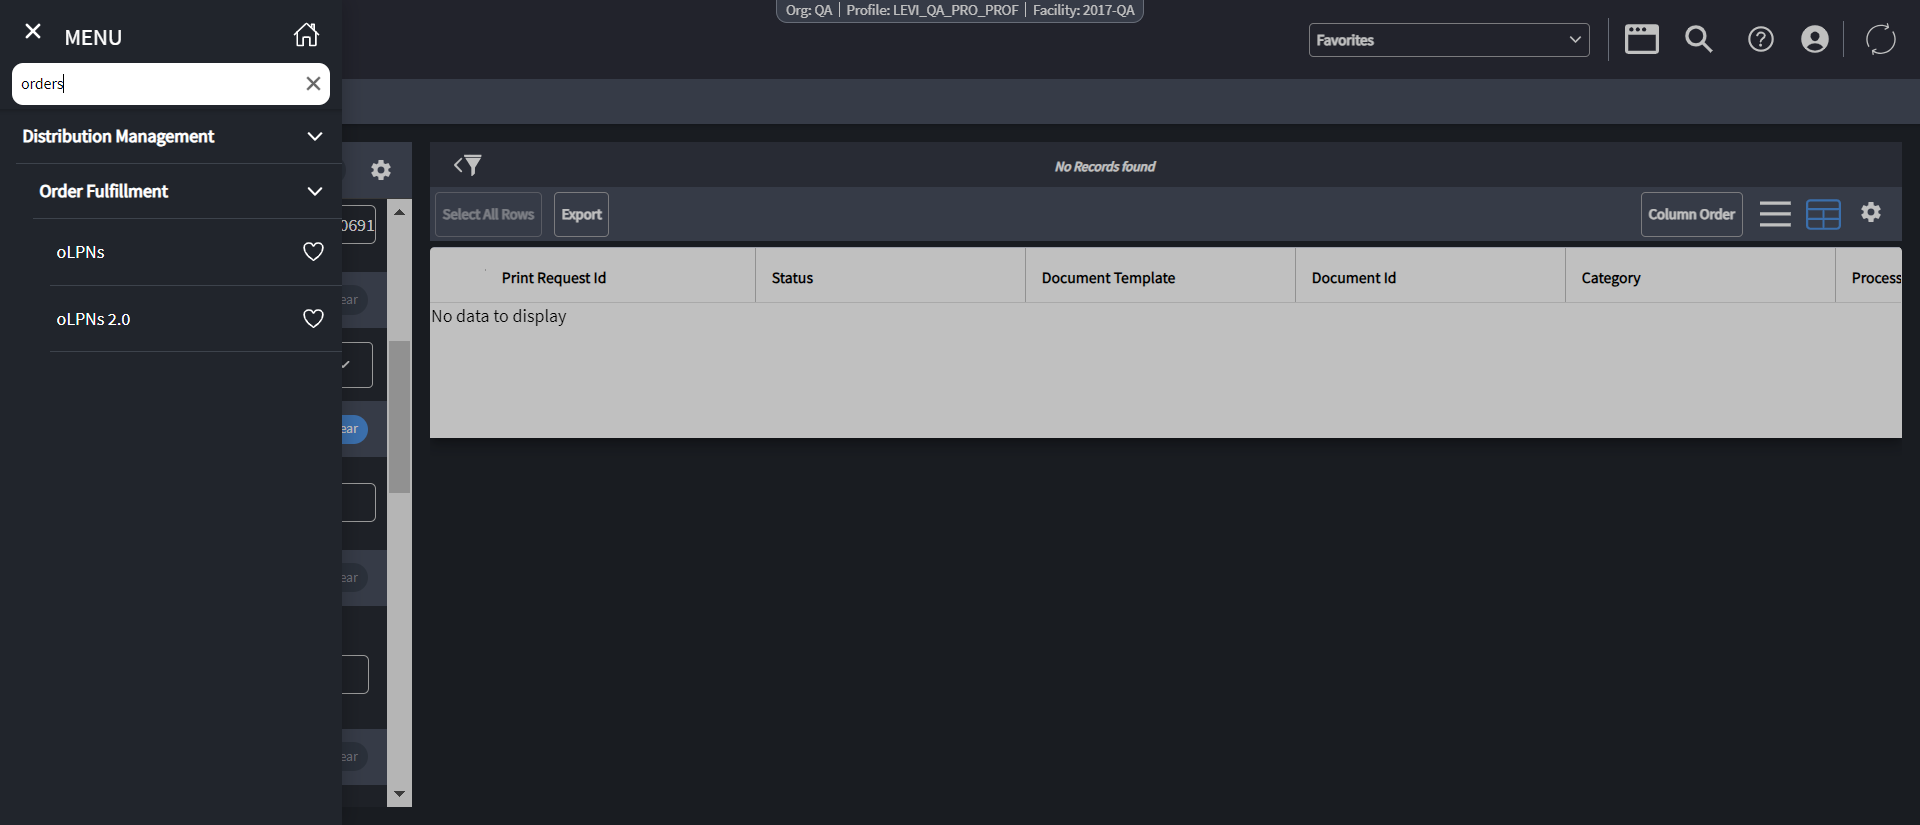 Org: QA | Profile: LEVI_QA_PRO_PROF | Facility: 2017-QA
MENU
Favorites
orders
Distribution Management
Order Fulfillment
oLPNs
oLPNs 2.0
0691
ear
ear
ear
ear
No Records found
Select All Rows
Export
Column Order
Print Request Id
Status
Document Template
Document Id
Category
Process
No data to display